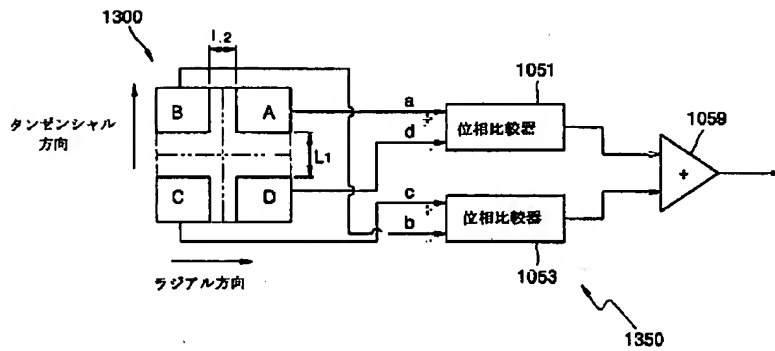 1300
L2
B A
タンゼンシャル
方向
L1
C D
ラジアル方向
a
d
c
b
1051
位相比較器
位相比較器
1053
1059
+
1350